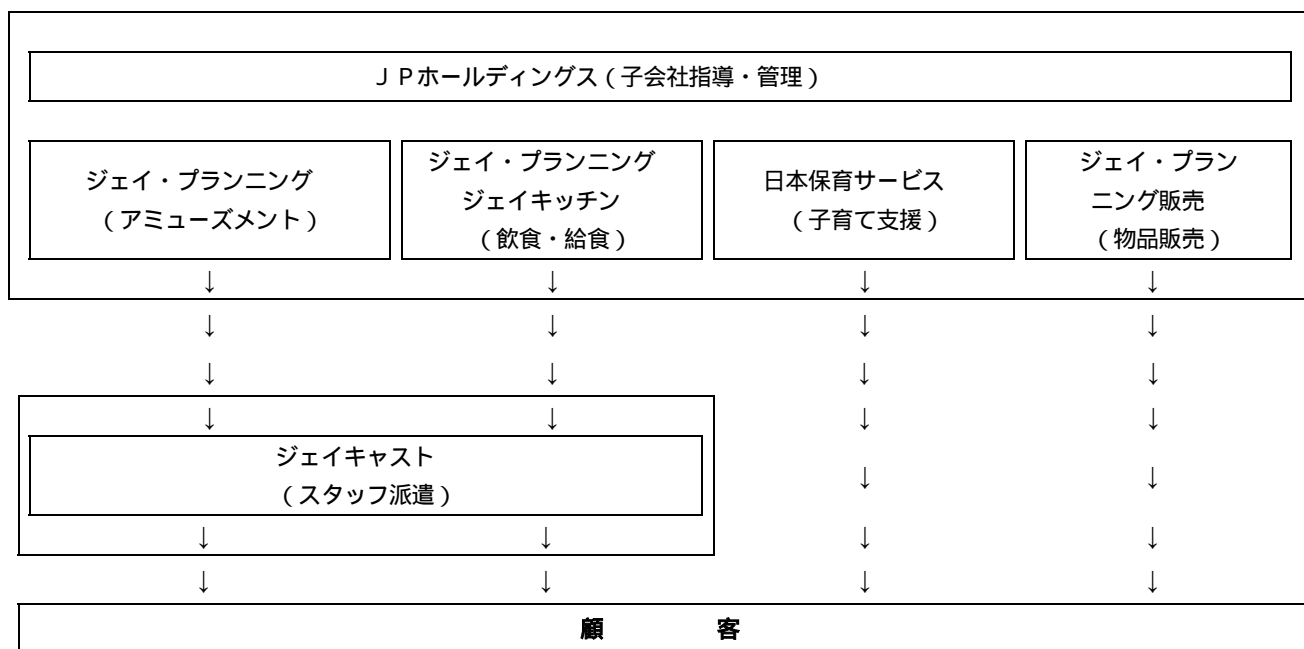 ＪＰホールディングス（子会社指導・管理）
ジェイ・プランニング
（アミューズメント）
ジェイ・プランニング
ジェイキッチン
（飲食・給食）
日本保育サービス
（子育て支援）
ジェイ・プラン
ニング販売
（物品販売）
↓ ↓ ↓ ↓
↓ ↓ ↓ ↓
↓ ↓ ↓ ↓
↓ ↓ ↓ ↓
ジェイキャスト
（スタッフ派遣）
↓ ↓
↓ ↓ ↓ ↓
↓ ↓ ↓ ↓
顧　　客